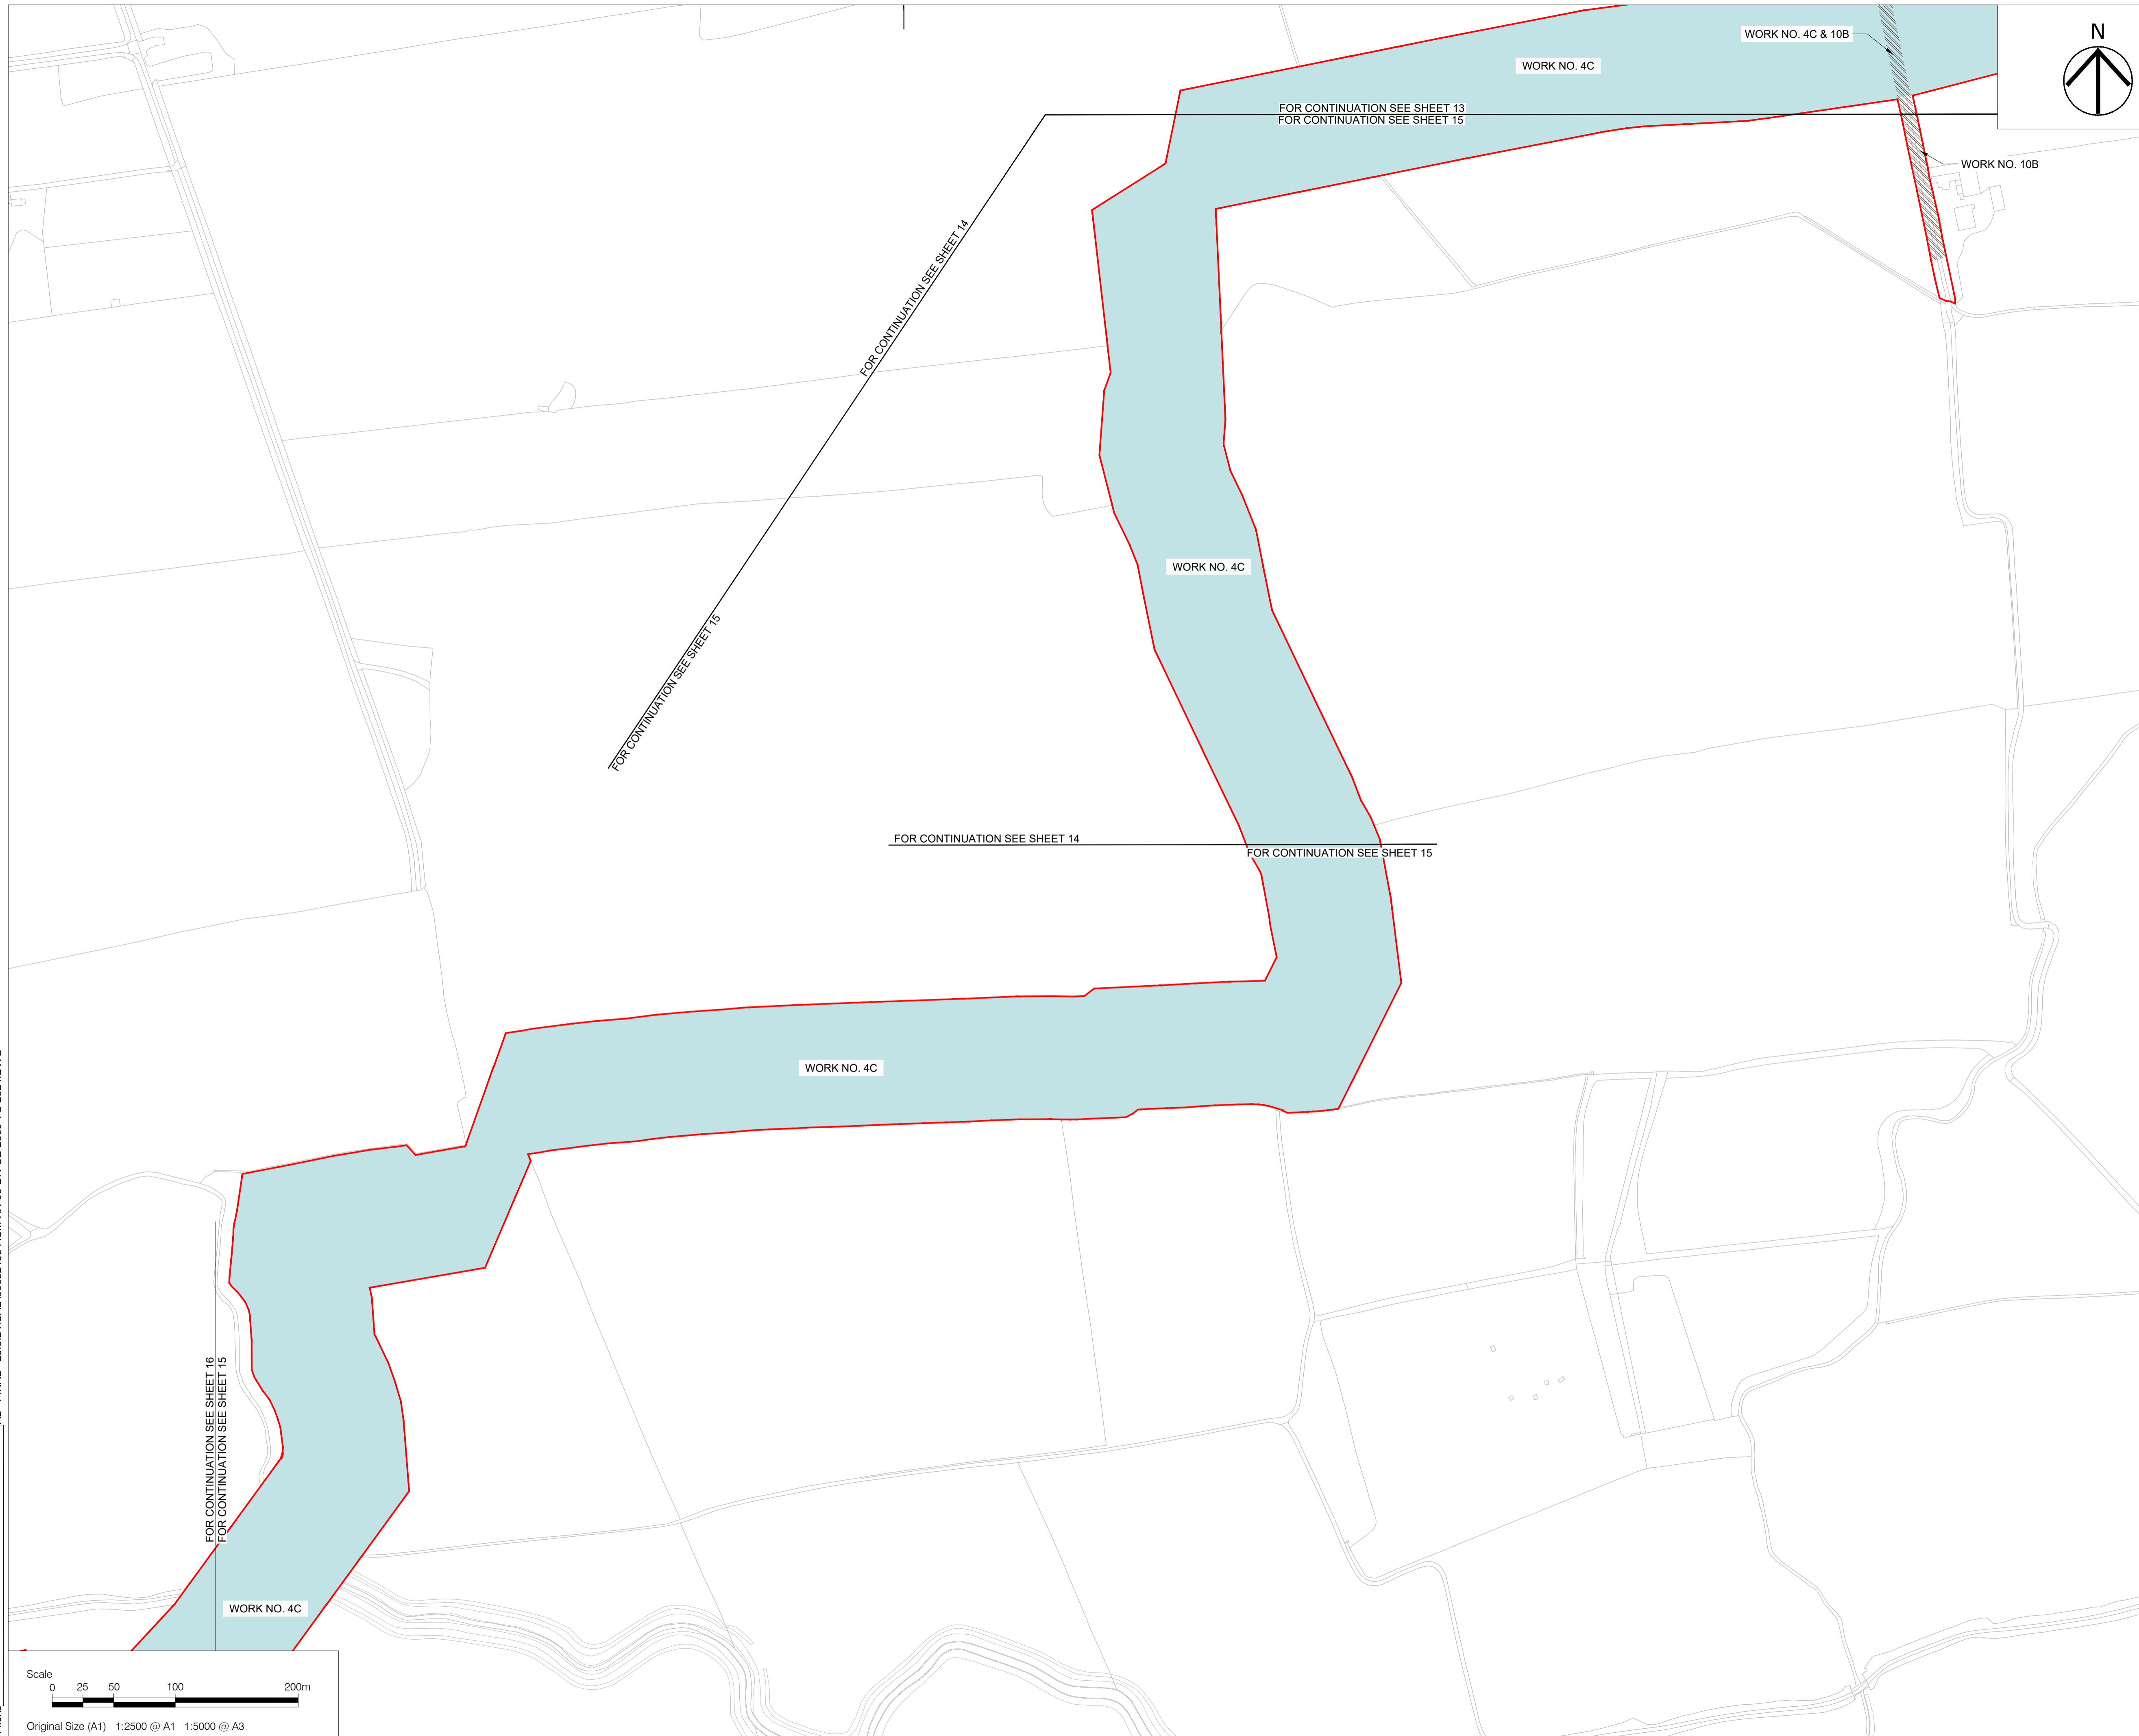 WORK NO. 4C & 10B
N
WORK NO. 4C
FOR CONTINUATION SEE SHEET 13
FOR CONTINUATION SEE SHEET 15
WORK NO. 10B
FOR CONTINUATION SEE SHEET 14
FOR CONTINUATION SEE SHEET 15
WORK NO. 4C
FOR CONTINUATION SEE SHEET 14
FOR CONTINUATION SEE SHEET 15
WORK NO. 4C
FOR CONTINUATION SEE SHEET 16
FOR CONTINUATION SEE SHEET 15
WORK NO. 4C
Scale
0 25 50 100 200m
Original Size (A1) 1:2500 @ A1 1:5000 @ A3